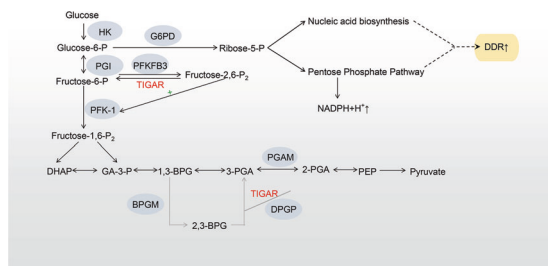 Glucose
HK
Nucleic acid biosynthesis
G6PD
Glucose-6-P
Ribose-5-P
DDR↑
PGI
PFKFB3
Fructose-6-P
Fructose-2,6-P₂
Pentose Phosphate Pathway
TIGAR
+
NADPH+H⁺↑
PFK-1
Fructose-1,6-P₂
PGAM
DHAP
GA-3-P
1,3-BPG
3-PGA
2-PGA
PEP
Pyruvate
TIGAR
BPGM
DPGP
2,3-BPG